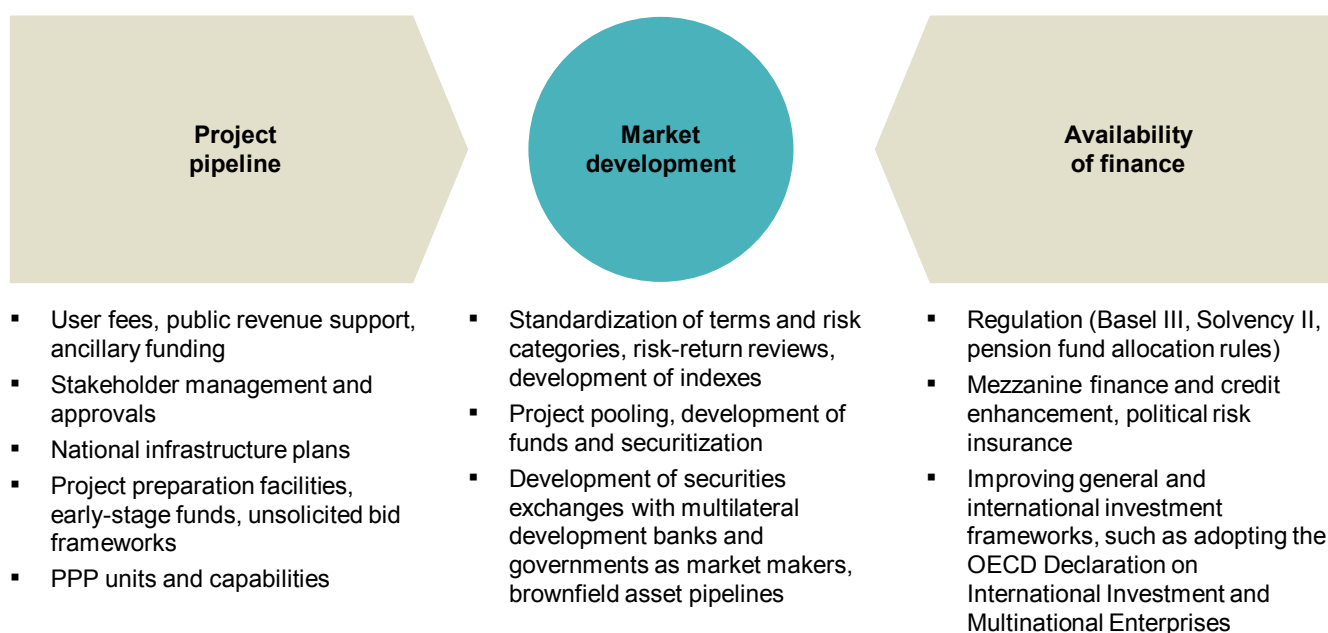 Project
pipeline
Market
development
Availability
of finance
▪ User fees, public revenue support,
ancillary funding
▪ Stakeholder management and
approvals
▪ National infrastructure plans
▪ Project preparation facilities,
early-stage funds, unsolicited bid
frameworks
▪ PPP units and capabilities
▪ Standardization of terms and risk
categories, risk-return reviews,
development of indexes
▪ Project pooling, development of
funds and securitization
▪ Development of securities
exchanges with multilateral
development banks and
governments as market makers,
brownfield asset pipelines
▪ Regulation (Basel III, Solvency II,
pension fund allocation rules)
▪ Mezzanine finance and credit
enhancement, political risk
insurance
▪ Improving general and
international investment
frameworks, such as adopting the
OECD Declaration on
International Investment and
Multinational Enterprises